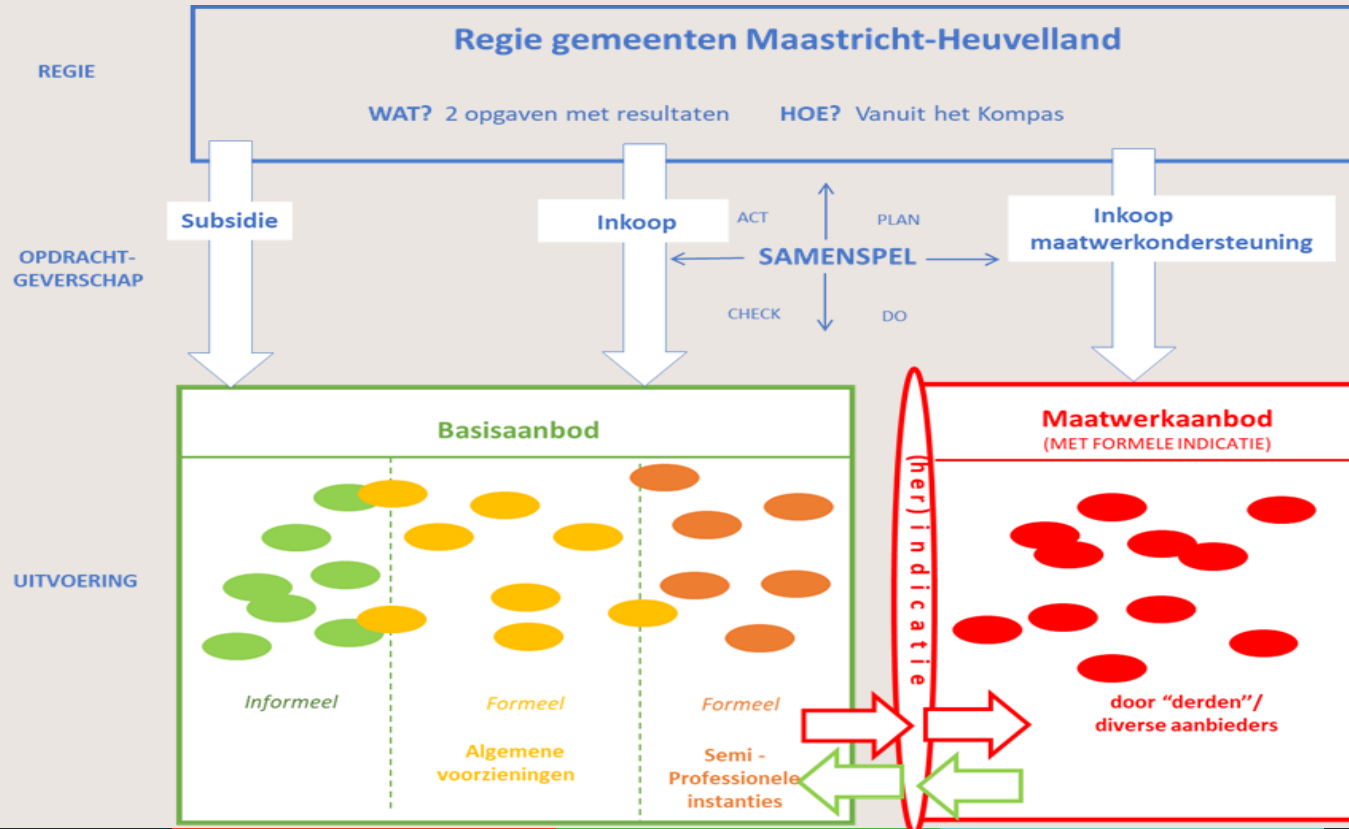 Regie gemeenten Maastricht-Heuvelland
REGIE
WAT? 2 opgaven met resultaten HOE? Vanuit het Kompas
Subsidie
Inkoop
ACT
PLAN
Inkoop
maatwerkondersteuning
OPDRACHT-
GEVERSCHAP
SAMENSPEL
CHECK
DO
Basisaanbod
Maatwerkaanbod
(MET FORMELE INDICATIE)
(her)indicatie
UITVOERING
Informeel
Formeel
Algemene
voorzieningen
Formeel
Semi -
Professionele
instanties
door “derden”/
diverse aanbieders